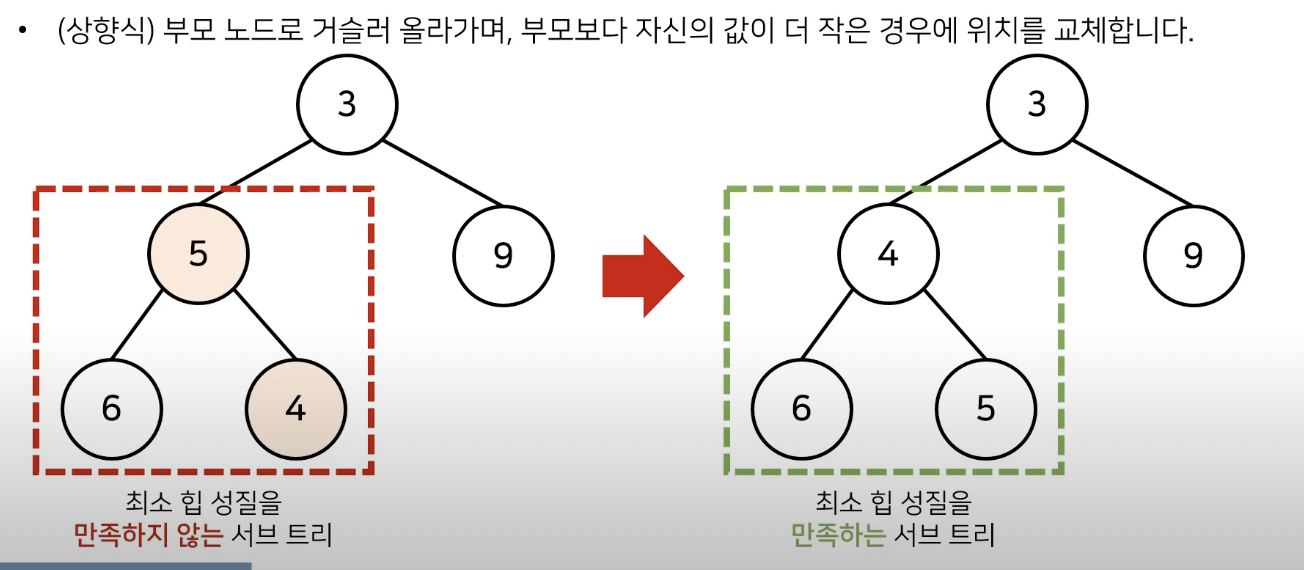 • (상향식) 부모 노드로 거슬러 올라가며, 부모보다 자신의 값이 더 작은 경우에 위치를 교체합니다.
3
3
5
9
4
9
6
4
6
5
최소 힙 성질을
만족하지 않는 서브 트리
최소 힙 성질을
만족하는 서브 트리